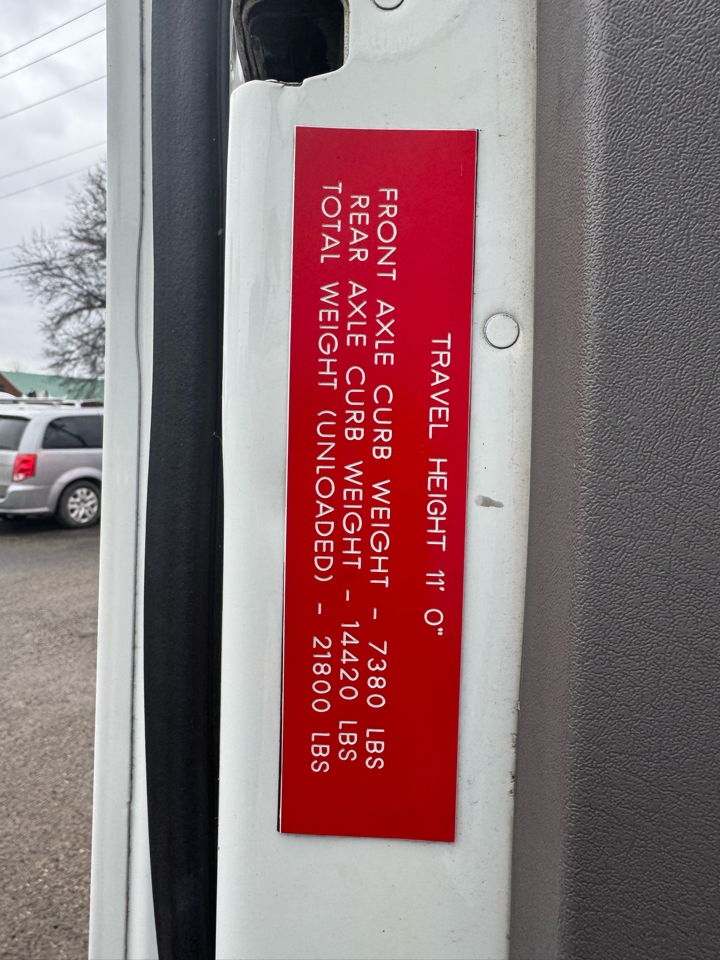 TRAVEL HEIGHT 11' 0"
FRONT AXLE CURB WEIGHT - 7380 LBS
REAR AXLE CURB WEIGHT - 14420 LBS
TOTAL WEIGHT (UNLOADED) - 21800 LBS